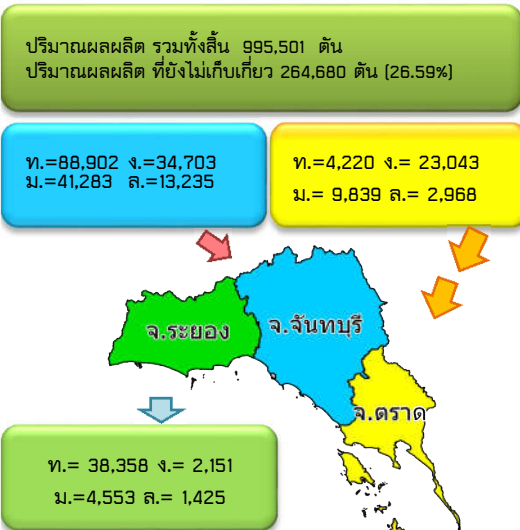 ปริมาณผลผลิต รวมทั้งสิ้น 995,501 ตัน
ปริมาณผลผลิต ที่ยังไม่เก็บเกี่ยว 264,680 ตัน (26.59%)
ท.=88,902 ง.=34,703
ม.=41,283 ล.=13,235
ท.=4,220 ง.= 23,043
ม.= 9,839 ล.= 2,968
จ.ระยอง
จ.จันทบุรี
จ.ตราด
ท.= 38,358 ง.= 2,151
ม.=4,553 ล.= 1,425